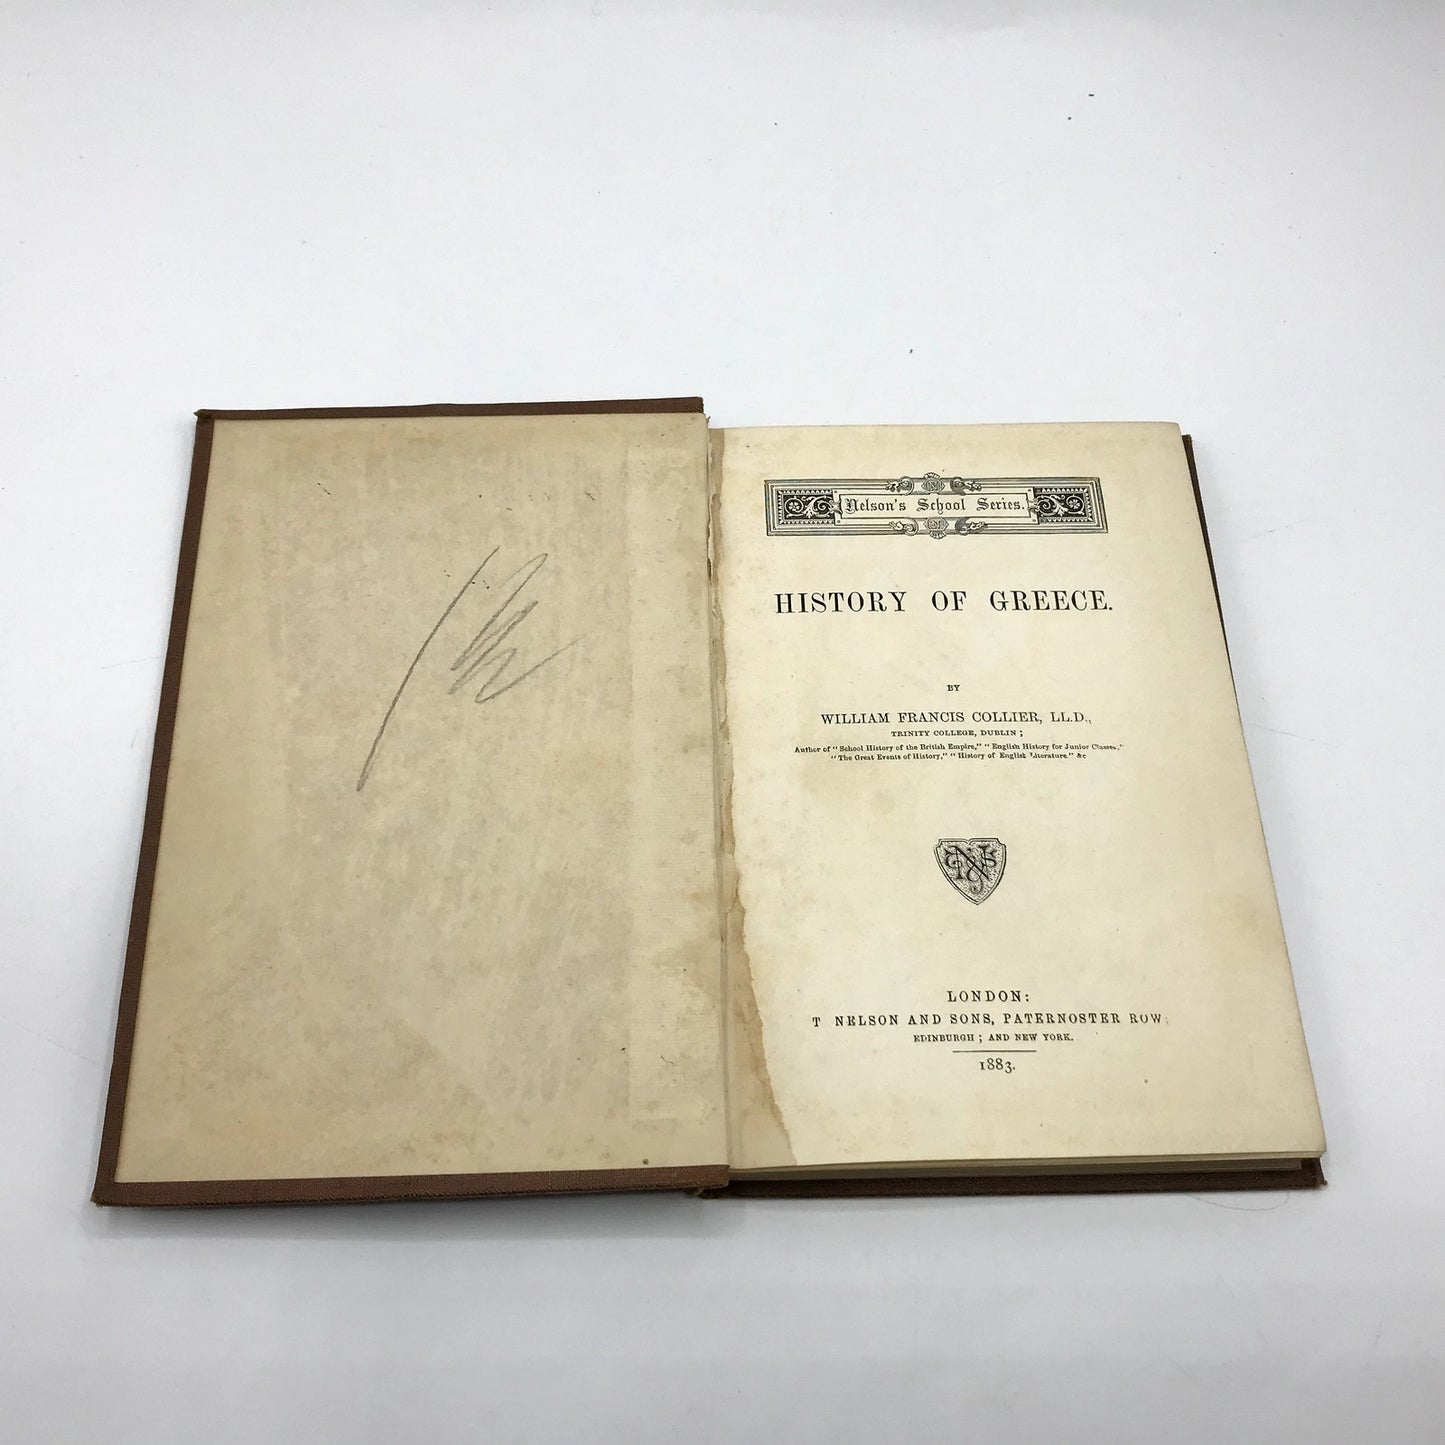 Nelson's School Series.
HISTORY OF GREECE.
BY
WILLIAM FRANCIS COLLIER, LL.D.,
TRINITY COLLEGE, DUBLIN;
Author of "School History of the British Empire," "English History for Junior Classes,"
"The Great Events of History," "History of English Literature." &c
LONDON:
T NELSON AND SONS, PATERNOSTER ROW;
EDINBURGH; AND NEW YORK.
1883.